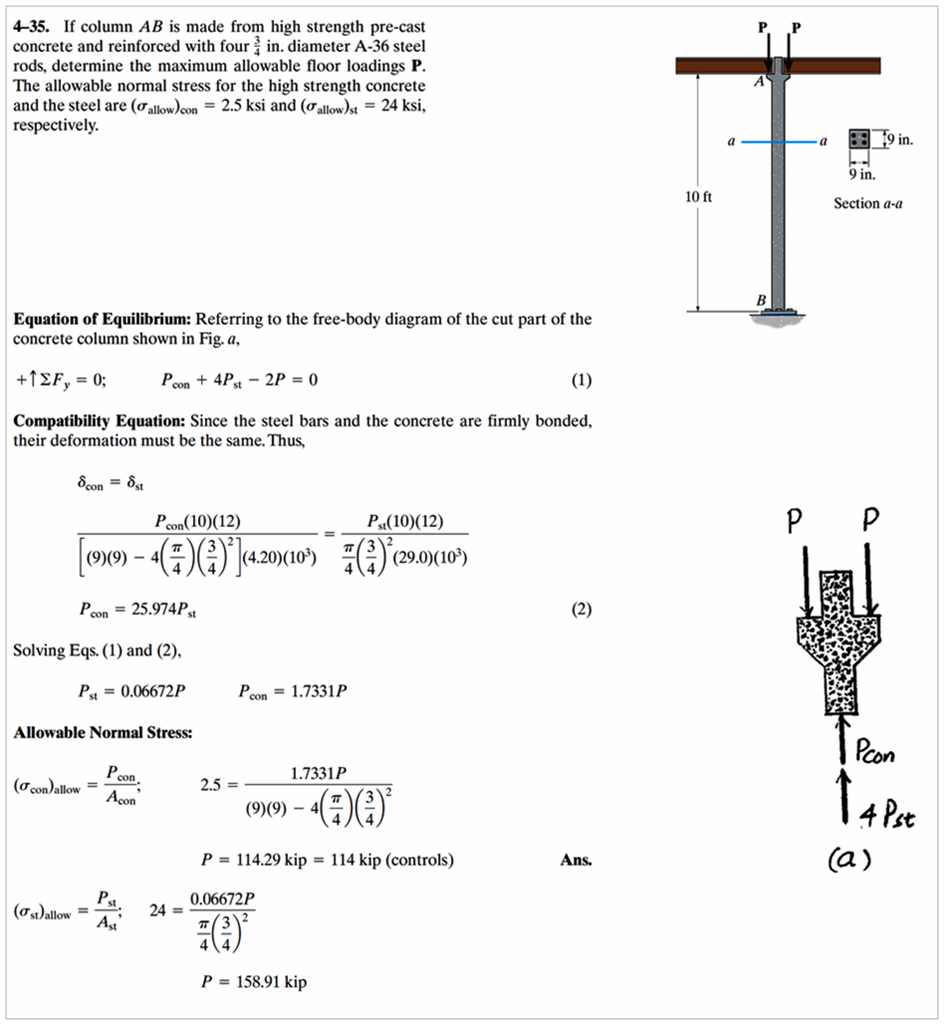 4–35. If column AB is made from high strength pre-cast
concrete and reinforced with four 3/4 in. diameter A-36 steel
rods, determine the maximum allowable floor loadings P.
The allowable normal stress for the high strength concrete
and the steel are (σallow)con = 2.5 ksi and (σallow)st = 24 ksi,
respectively.
P P
A
a a
9 in.
9 in.
10 ft
Section a-a
B
Equation of Equilibrium: Referring to the free-body diagram of the cut part of the
concrete column shown in Fig. a,
+↑ΣFy = 0; Pcon + 4Pst − 2P = 0 (1)
Compatibility Equation: Since the steel bars and the concrete are firmly bonded,
their deformation must be the same. Thus,
δcon = δst
Pcon(10)(12) / [(9)(9) − 4(π/4)(3/4)²](4.20)(10³) = Pst(10)(12) / π/4(3/4)²(29.0)(10³)
Pcon = 25.974Pst (2)
Solving Eqs. (1) and (2),
Pst = 0.06672P Pcon = 1.7331P
Allowable Normal Stress:
(σcon)allow = Pcon/Acon; 2.5 = 1.7331P / (9)(9) − 4(π/4)(3/4)²
P = 114.29 kip = 114 kip (controls) Ans.
(σst)allow = Pst/Ast; 24 = 0.06672P / π/4(3/4)²
P = 158.91 kip
P P
Pcon
4 Pst
(a)